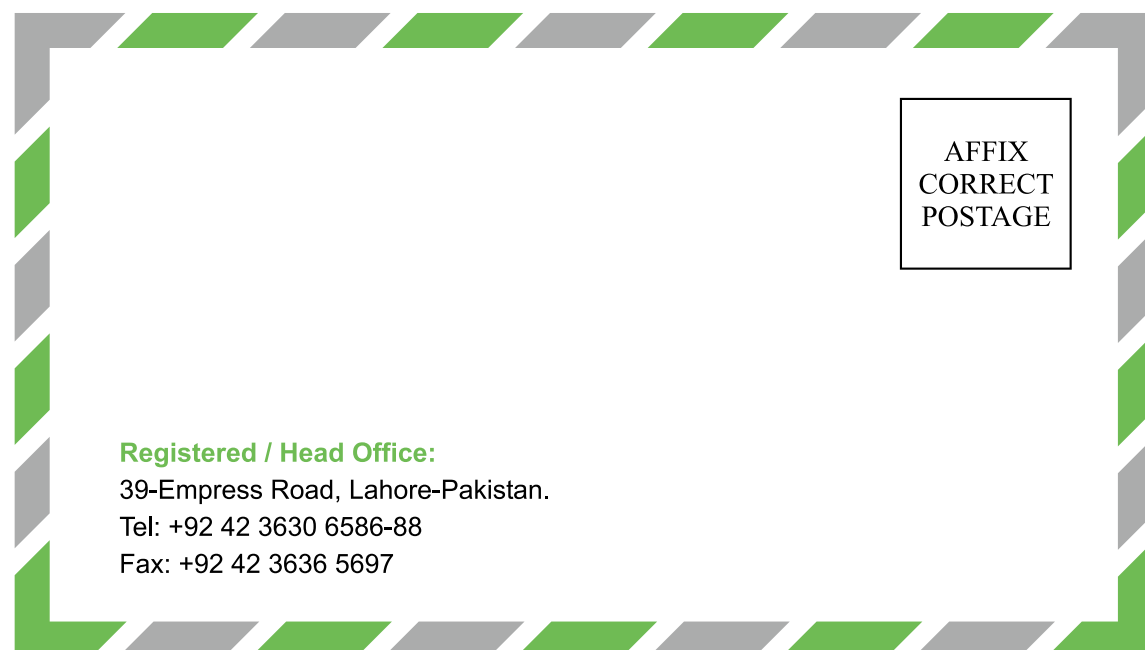 AFFIX
CORRECT
POSTAGE
Registered / Head Office:
39-Empress Road, Lahore-Pakistan.
Tel: +92 42 3630 6586-88
Fax: +92 42 3636 5697